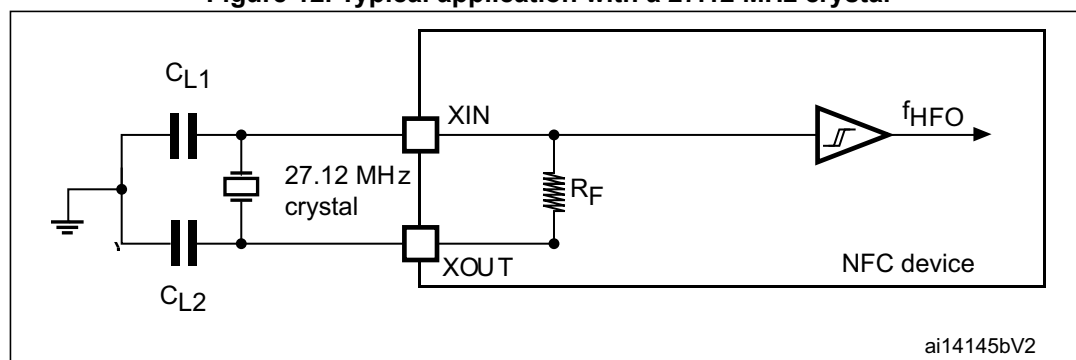 Figure 12. Typical application with a 27.12 MHz crystal
CL1
XIN
fHFO
27.12 MHz
crystal
RF
XOUT
NFC device
CL2
ai14145bV2